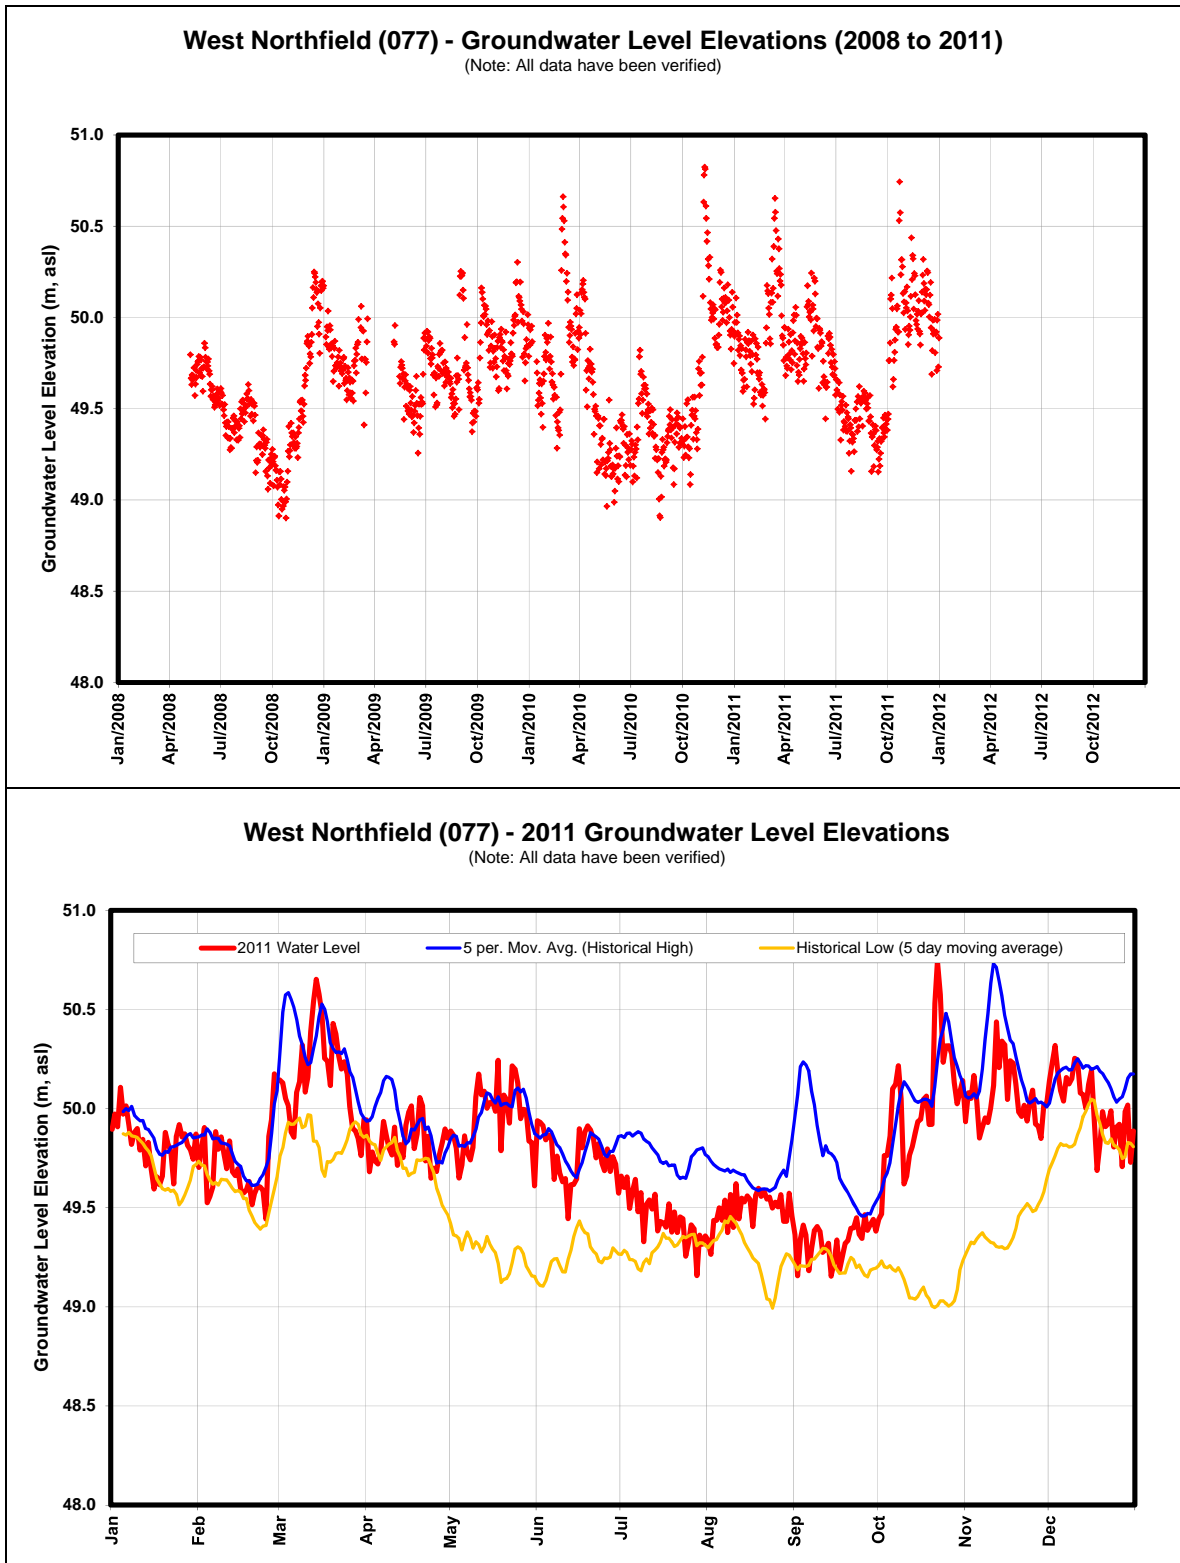 West Northfield (077) - Groundwater Level Elevations (2008 to 2011)
(Note: All data have been verified)
Groundwater Level Elevation (m, asl)
51.0
50.5
50.0
49.5
49.0
48.5
48.0
Jan/2008
Apr/2008
Jul/2008
Oct/2008
Jan/2009
Apr/2009
Jul/2009
Oct/2009
Jan/2010
Apr/2010
Jul/2010
Oct/2010
Jan/2011
Apr/2011
Jul/2011
Oct/2011
Jan/2012
Apr/2012
Jul/2012
Oct/2012
West Northfield (077) - 2011 Groundwater Level Elevations
(Note: All data have been verified)
Groundwater Level Elevation (m, asl)
51.0
50.5
50.0
49.5
49.0
48.5
48.0
2011 Water Level
5 per. Mov. Avg. (Historical High)
Historical Low (5 day moving average)
Jan
Feb
Mar
Apr
May
Jun
Jul
Aug
Sep
Oct
Nov
Dec